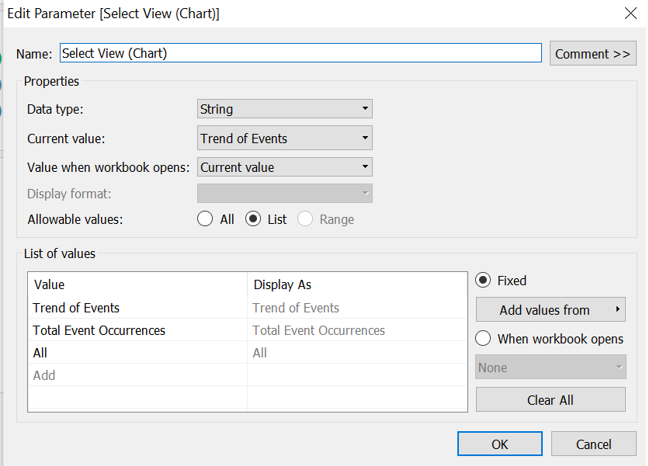 Edit Parameter [Select View (Chart)]
Name: Select View (Chart) Comment >>
Properties
Data type: String
Current value: Trend of Events
Value when workbook opens: Current value
Display format:
Allowable values: All List Range
List of values
Value Display As
Trend of Events Trend of Events
Total Event Occurrences Total Event Occurrences
All All
Add
Fixed
Add values from
When workbook opens
None
Clear All
OK Cancel